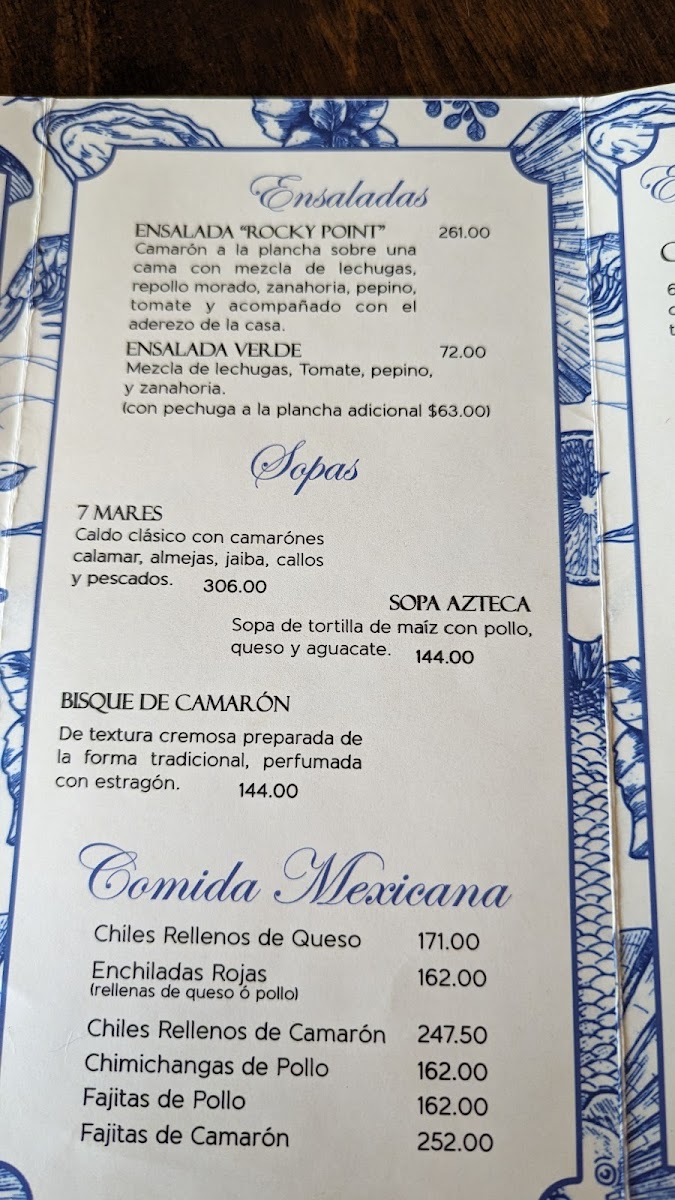 Ensaladas
ENSALADA “ROCKY POINT” 261.00
Camarón a la plancha sobre una
cama con mezcla de lechugas,
repollo morado, zanahoria, pepino,
tomate y acompañado con el
aderezo de la casa.
ENSALADA VERDE 72.00
Mezcla de lechugas, Tomate, pepino,
y zanahoria.
(con pechuga a la plancha adicional $63.00)
Sopas
7 MARES
Caldo clásico con camarónes
calamar, almejas, jaiba, callos
y pescados. 306.00
SOPA AZTECA
Sopa de tortilla de maíz con pollo,
queso y aguacate. 144.00
BISQUE DE CAMARÓN
De textura cremosa preparada de
la forma tradicional, perfumada
con estragón. 144.00
Comida Mexicana
Chiles Rellenos de Queso 171.00
Enchiladas Rojas 162.00
(rellenas de queso ó pollo)
Chiles Rellenos de Camarón 247.50
Chimichangas de Pollo 162.00
Fajitas de Pollo 162.00
Fajitas de Camarón 252.00